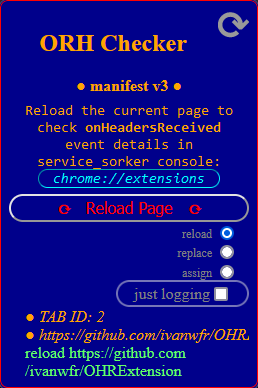 ⟳
ORH Checker
● manifest v3 ●
Reload the current page to
check onHeadersReceived
event details in
service_sorker console:
chrome://extensions
⟳ Reload Page ⟳
reload
replace
assign
just logging
● TAB ID: 2
● https://github.com/ivanwfr/OHR
reload https://github.com
/ivanwfr/OHRExtension